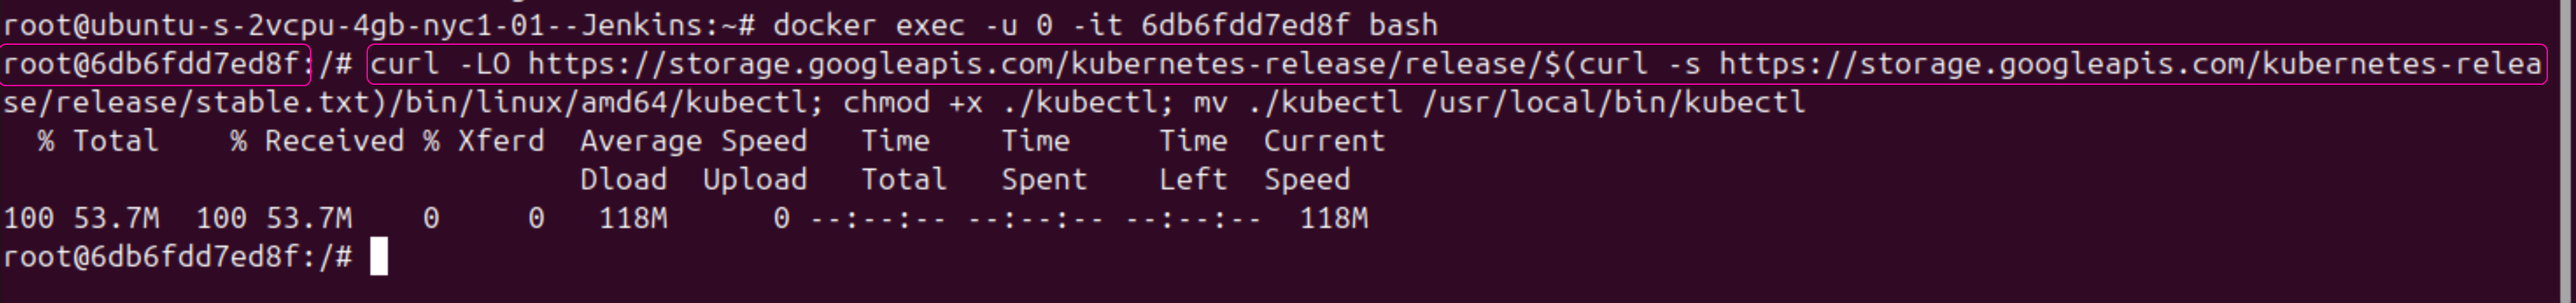 root@ubuntu-s-2vcpu-4gb-nyc1-01--Jenkins:~# docker exec -u 0 -it 6db6fdd7ed8f bash
root@6db6fdd7ed8f:/# curl -LO https://storage.googleapis.com/kubernetes-release/release/$(curl -s https://storage.googleapis.com/kubernetes-relea
se/release/stable.txt)/bin/linux/amd64/kubectl; chmod +x ./kubectl; mv ./kubectl /usr/local/bin/kubectl
  % Total    % Received % Xferd  Average Speed   Time    Time     Time  Current
                                 Dload  Upload   Total   Spent    Left  Speed
100 53.7M  100 53.7M    0     0   118M      0 --:--:-- --:--:-- --:--:--  118M
root@6db6fdd7ed8f:/#